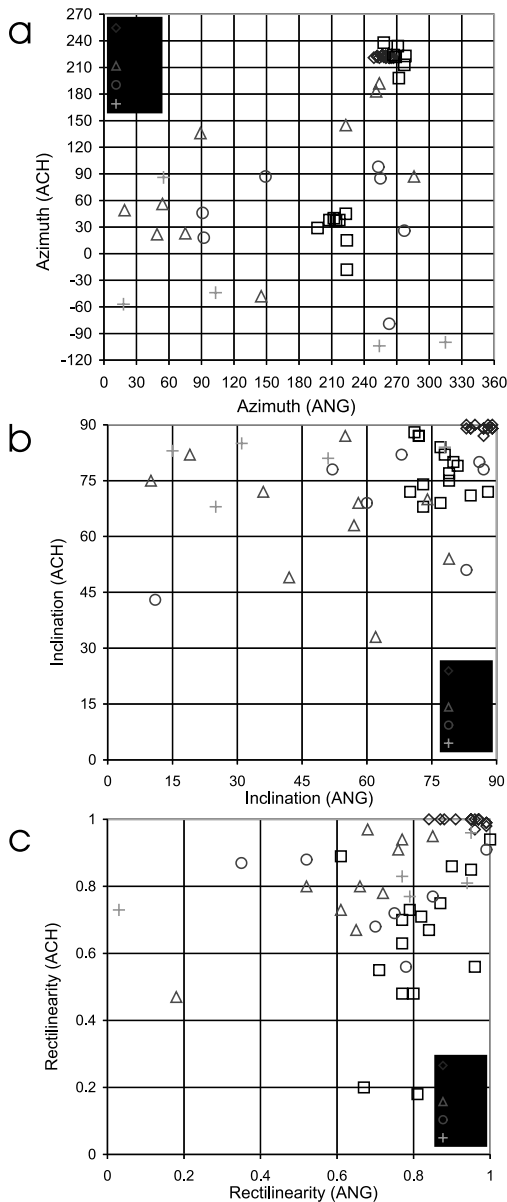 a
270
240
210
180
150
120
90
60
30
0
-30
-60
-90
-120
Azimuth (ACH)
0 30 60 90 120 150 180 210 240 270 300 330 360
Azimuth (ANG)
b
90
75
60
45
30
15
0
Inclination (ACH)
0 15 30 45 60 75 90
Inclination (ANG)
c
1
0.8
0.6
0.4
0.2
0
Rectilinearity (ACH)
0 0.2 0.4 0.6 0.8 1
Rectilinearity (ANG)